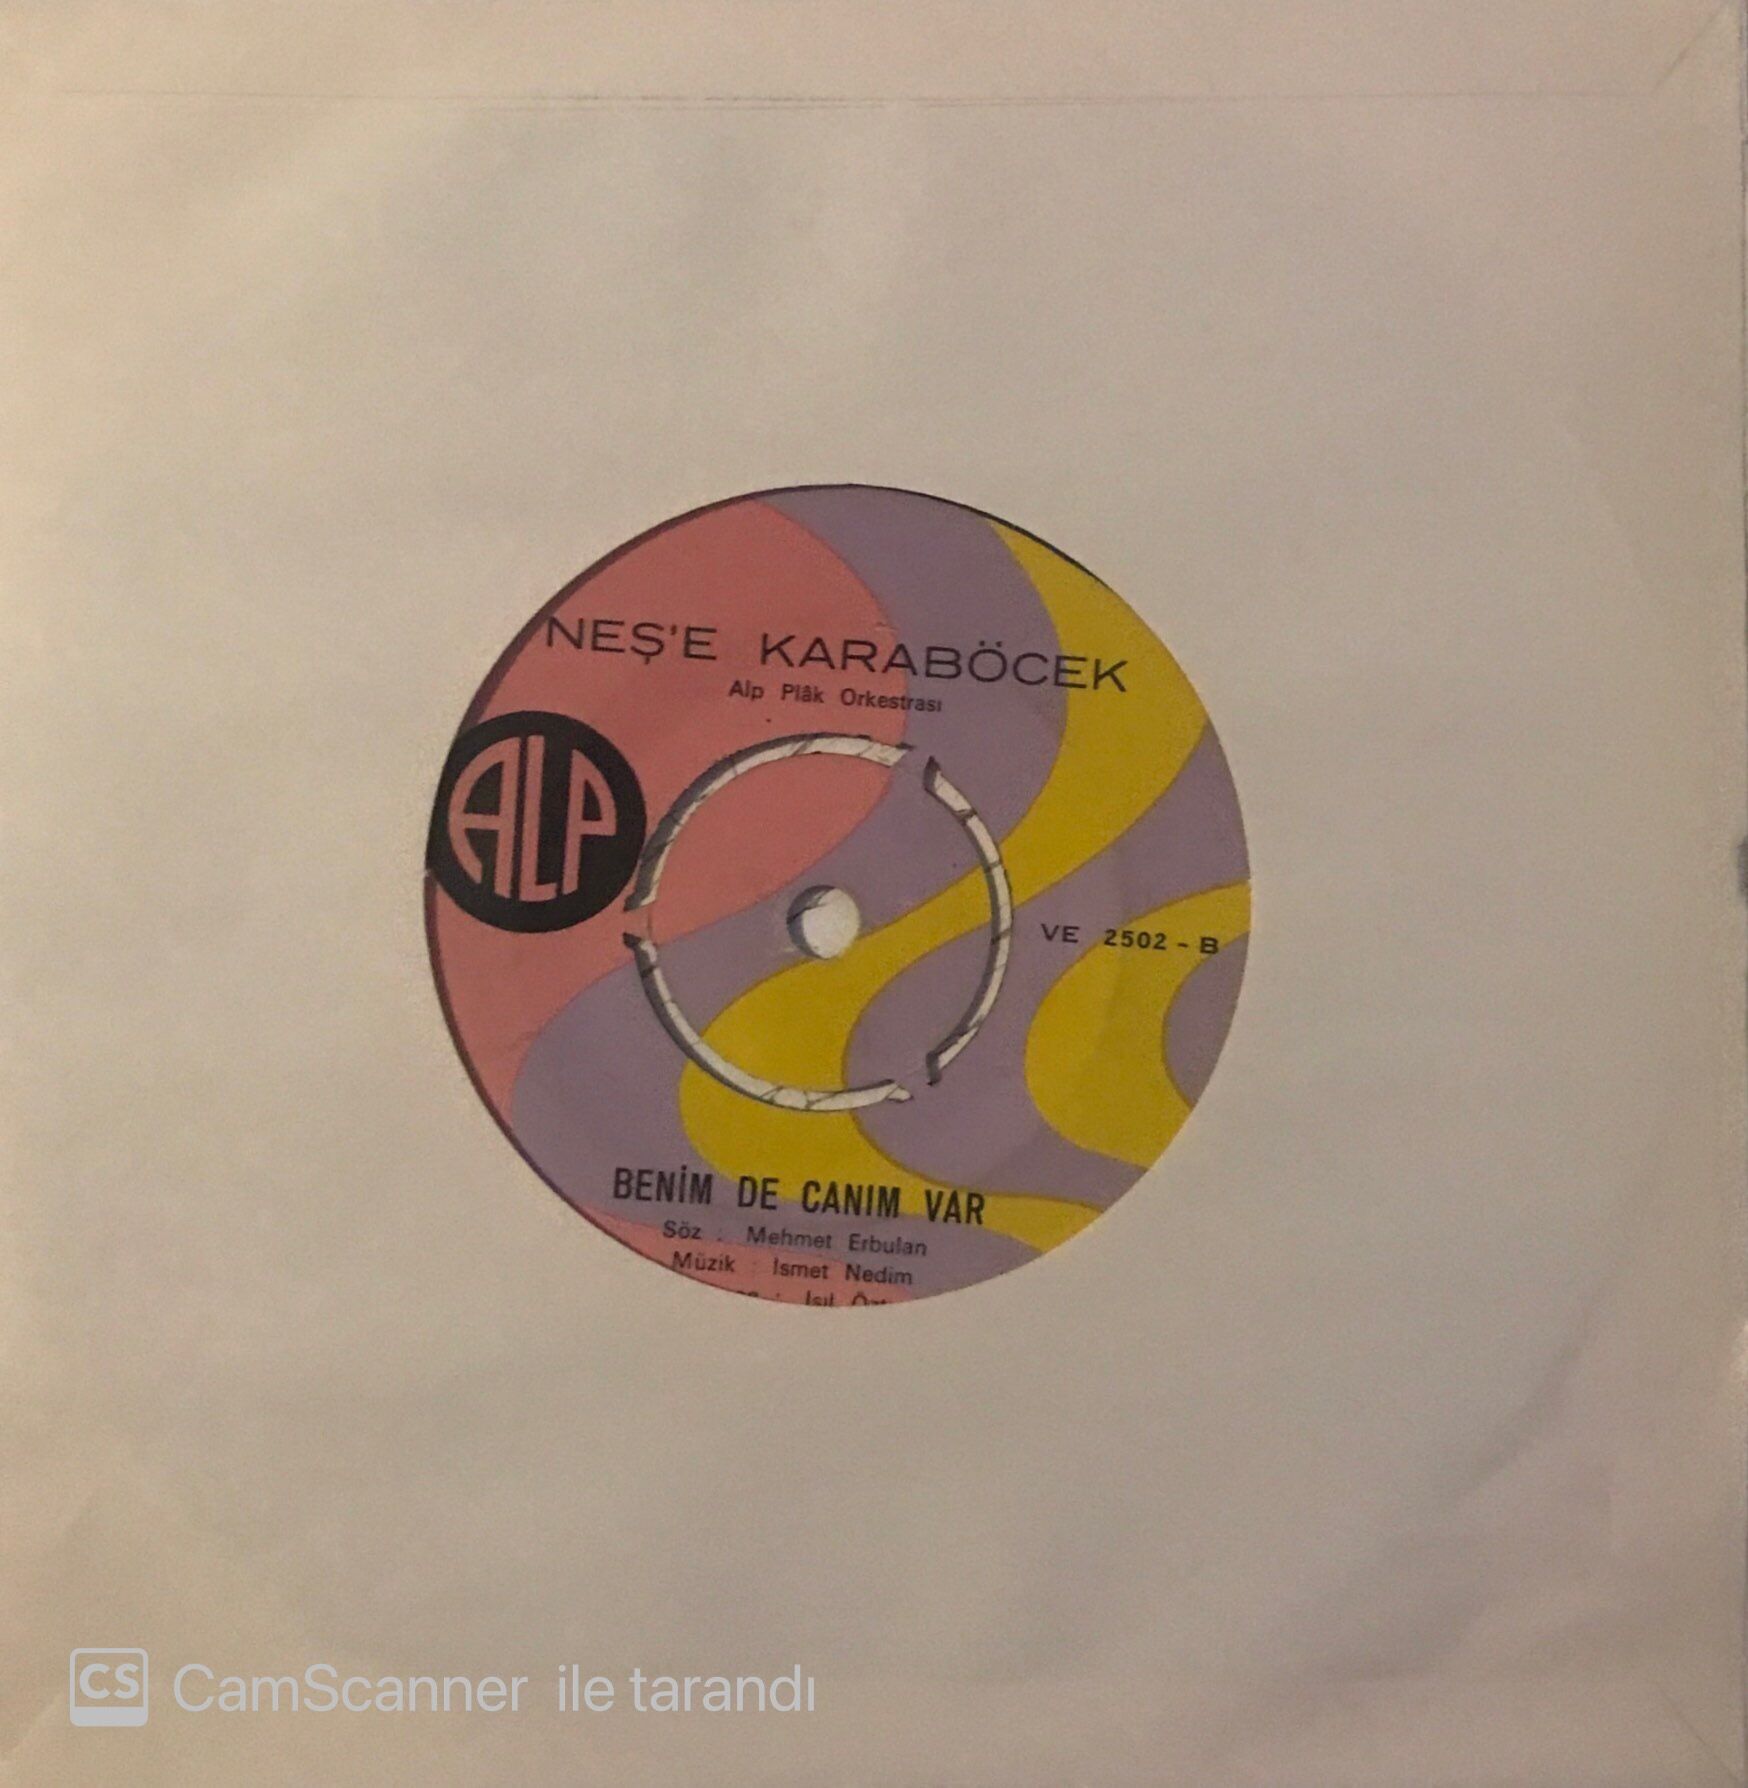 NEŞ'E KARABÖCEK
Alp Plâk Orkestrası
ALP
VE 2502 - B
BENİM DE CANIM VAR
Söz : Mehmet Erbulan
Müzik : Ismet Nedim
CS CamScanner ile tarandı